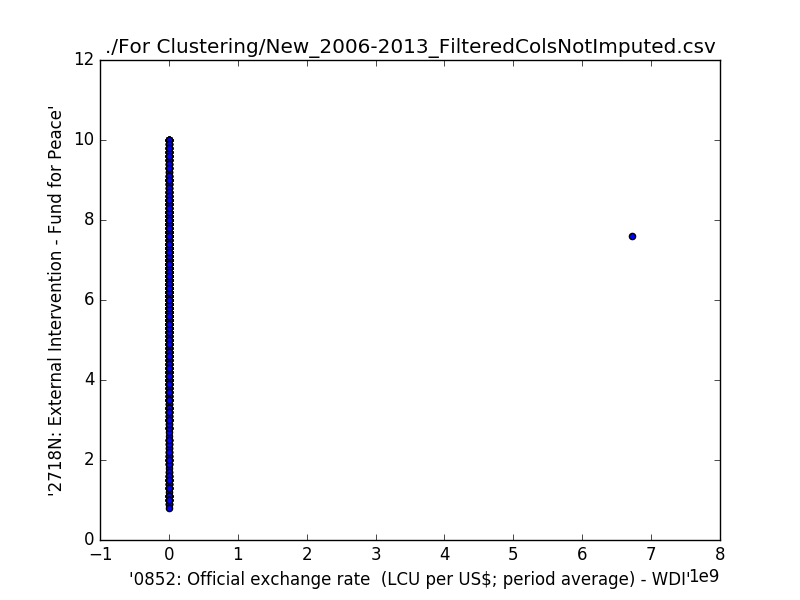 ./For Clustering/New_2006-2013_FilteredColsNotImputed.csv
12
10
8
6
4
2
0
'2718N: External Intervention - Fund for Peace'
−1 0 1 2 3 4 5 6 7 8
1e9
'0852: Official exchange rate  (LCU per US$; period average) - WDI'